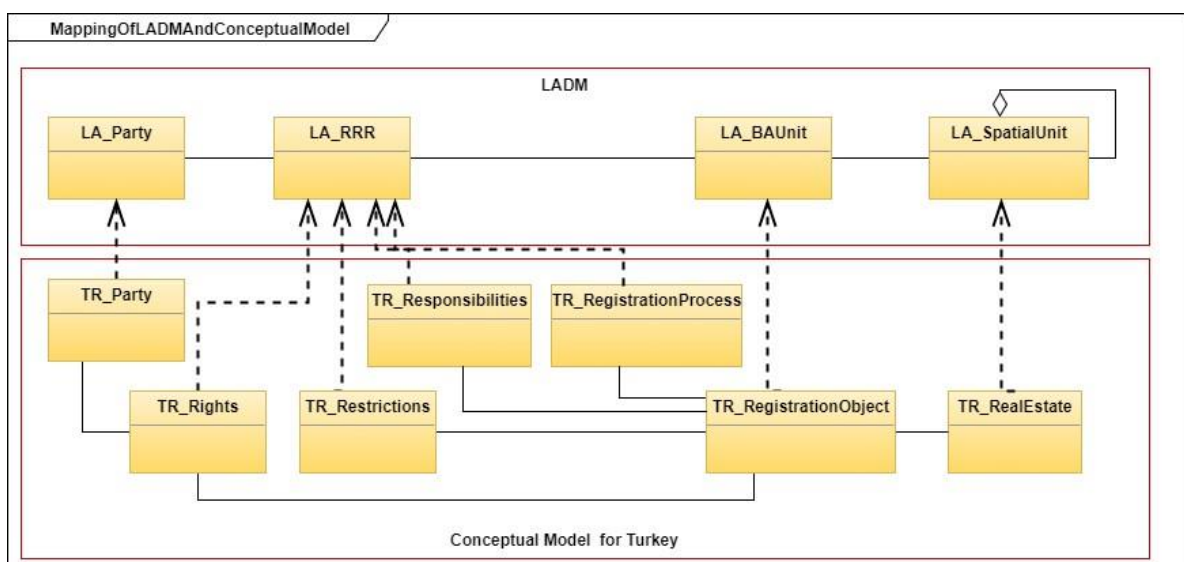 MappingOfLADMAndConceptualModel
LADM
LA_Party
LA_RRR
LA_BAUnit
LA_SpatialUnit
TR_Party
TR_Responsibilities
TR_RegistrationProcess
TR_Rights
TR_Restrictions
TR_RegistrationObject
TR_RealEstate
Conceptual Model for Turkey